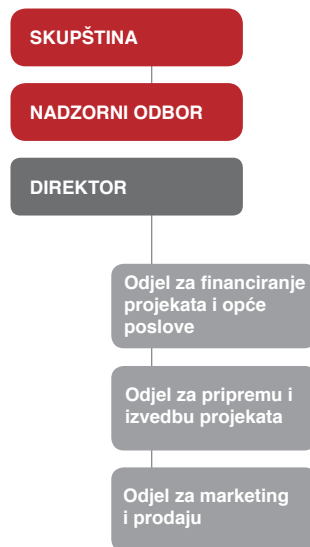 SKUPŠTINA
NADZORNI ODBOR
DIREKTOR
Odjel za financiranje
projekata i opće
poslove
Odjel za pripremu i
izvedbu projekata
Odjel za marketing
i prodaju